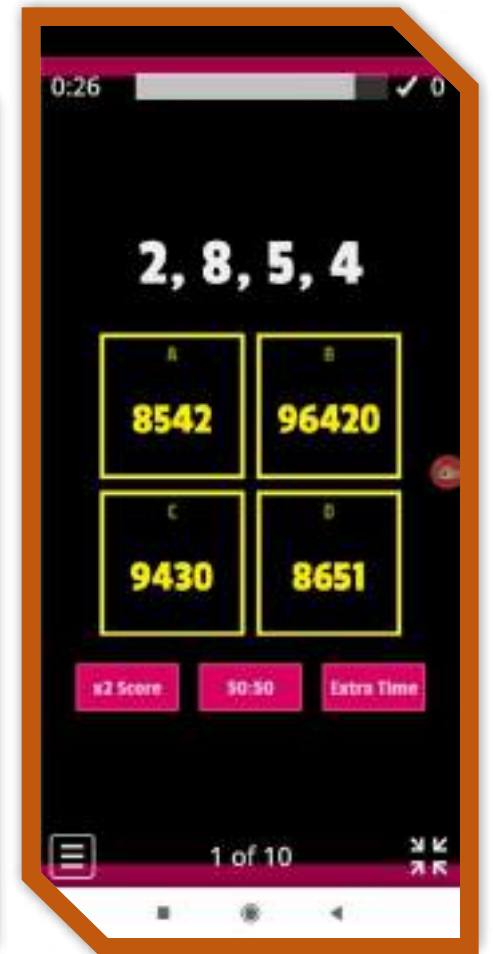 0:26 ✓ 0
2, 8, 5, 4
A B
8542 96420
C D
9430 8651
x2 Score 50:50 Extra Time
1 of 10